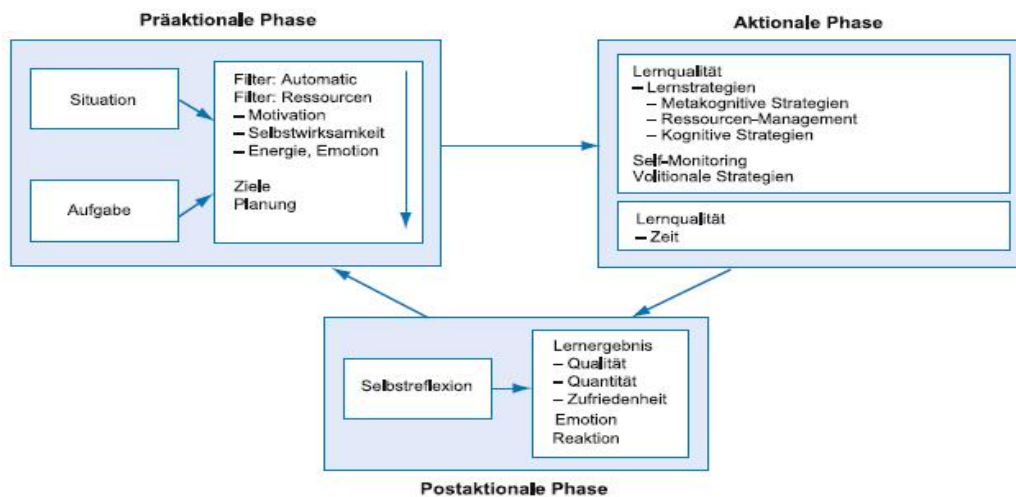 Präaktionale Phase
Situation
Aufgabe
Filter: Automatic
Filter: Ressourcen
– Motivation
– Selbstwirksamkeit
– Energie, Emotion
Ziele
Planung
Aktionale Phase
Lernqualität
– Lernstrategien
– Metakognitive Strategien
– Ressourcen-Management
– Kognitive Strategien
Self-Monitoring
Volitionale Strategien
Lernqualität
– Zeit
Selbstreflexion
Lernergebnis
– Qualität
– Quantität
– Zufriedenheit
Emotion
Reaktion
Postaktionale Phase